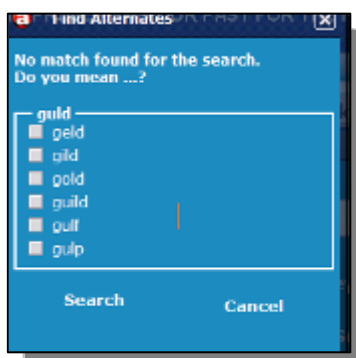 Find Alternates
No match found for the search.
Do you mean ...?
guld
geld
gild
gold
guild
gulf
gulp
Search
Cancel